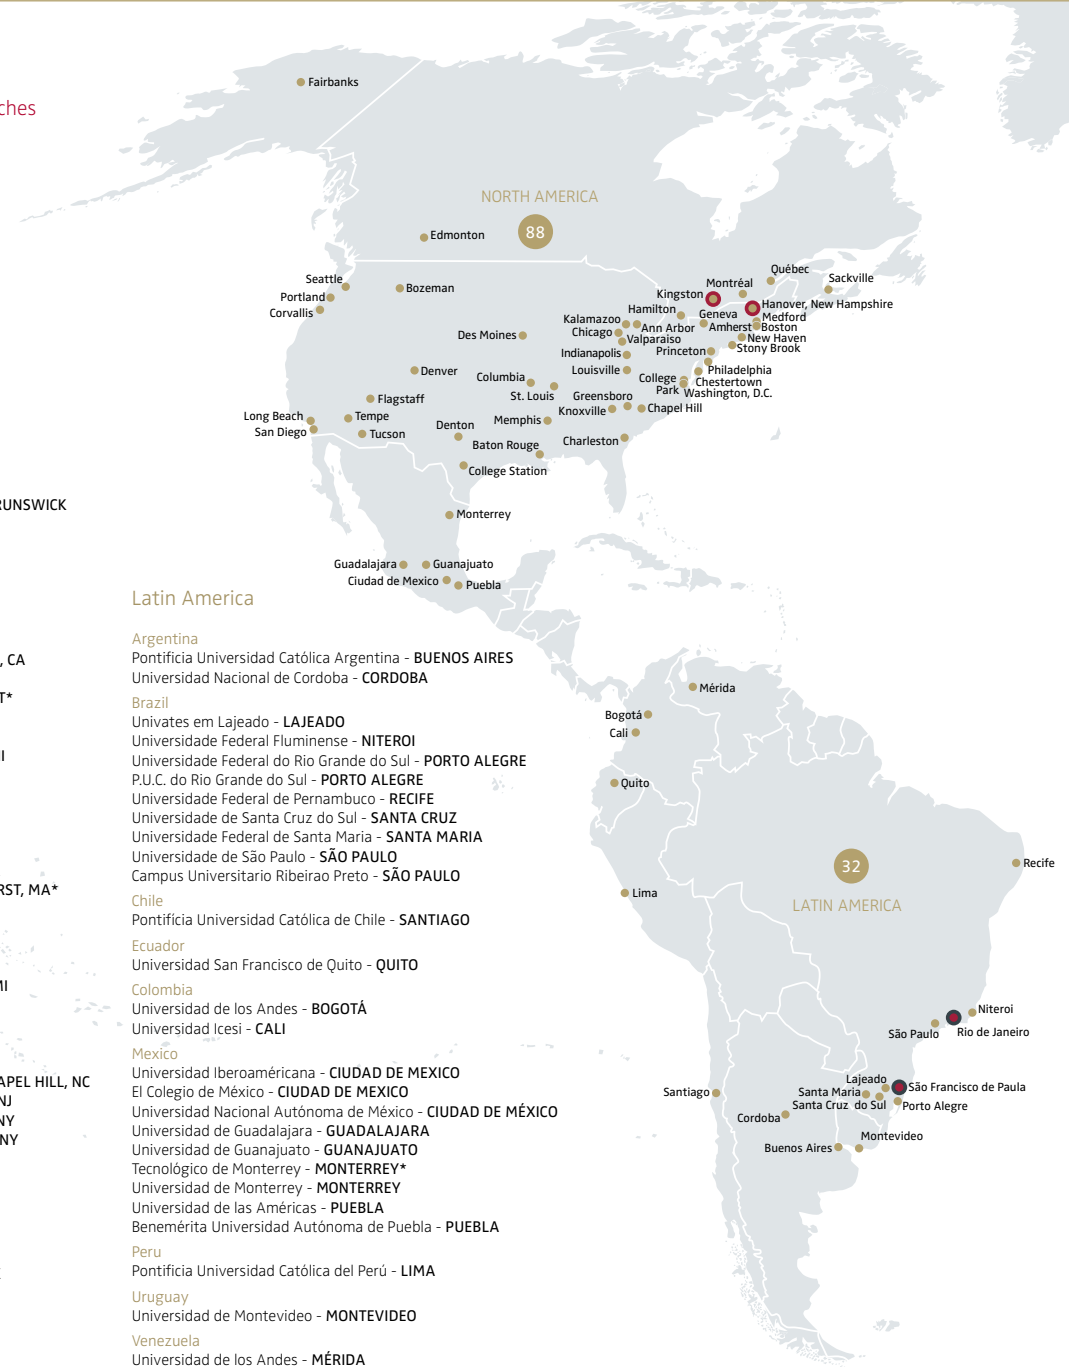 ches
RUNSWICK
, CA
T*
I
RST, MA*
MI
APEL HILL, NC
NJ
NY
NY
Fairbanks
NORTH AMERICA
88
Edmonton
Québec
Seattle
Bozeman
Montréal
Sackville
Portland
Kingston
Hanover, New Hampshire
Corvallis
Hamilton
Geneva
Medford
Kalamazoo
Ann Arbor
Amherst
Boston
Chicago
Valparaiso
New Haven
Des Moines
Indianapolis
Princeton
Stony Brook
Denver
Louisville
Philadelphia
Columbia
College Park
Chestertown
St. Louis
Greensboro
Washington, D.C.
Flagstaff
Knoxville
Chapel Hill
Long Beach
Tempe
Memphis
San Diego
Tucson
Denton
Charleston
Baton Rouge
College Station
Monterrey
Guadalajara
Guanajuato
Ciudad de Mexico
Puebla
Latin America
Argentina
Pontificia Universidad Católica Argentina - BUENOS AIRES
Universidad Nacional de Cordoba - CORDOBA
Brazil
Univates em Lajeado - LAJEADO
Universidade Federal Fluminense - NITEROI
Universidade Federal do Rio Grande do Sul - PORTO ALEGRE
P.U.C. do Rio Grande do Sul - PORTO ALEGRE
Universidade Federal de Pernambuco - RECIFE
Universidade de Santa Cruz do Sul - SANTA CRUZ
Universidade Federal de Santa Maria - SANTA MARIA
Universidade de São Paulo - SÃO PAULO
Campus Universitario Ribeirao Preto - SÃO PAULO
Chile
Pontifícia Universidad Católica de Chile - SANTIAGO
Ecuador
Universidad San Francisco de Quito - QUITO
Colombia
Universidad de los Andes - BOGOTÁ
Universidad Icesi - CALI
Mexico
Universidad Iberoaméricana - CIUDAD DE MEXICO
El Colegio de México - CIUDAD DE MEXICO
Universidad Nacional Autónoma de México - CIUDAD DE MÉXICO
Universidad de Guadalajara - GUADALAJARA
Universidad de Guanajuato - GUANAJUATO
Tecnológico de Monterrey - MONTERREY*
Universidad de Monterrey - MONTERREY
Universidad de las Américas - PUEBLA
Benemérita Universidad Autónoma de Puebla - PUEBLA
Peru
Pontificia Universidad Católica del Perú - LIMA
Uruguay
Universidad de Montevideo - MONTEVIDEO
Venezuela
Universidad de los Andes - MÉRIDA
Mérida
Bogotá
Cali
Quito
32
LATIN AMERICA
Recife
Lima
Niteroi
São Paulo
Rio de Janeiro
Santiago
Lajeado
São Francisco de Paula
Santa Maria
Santa Cruz do Sul
Porto Alegre
Cordoba
Montevideo
Buenos Aires